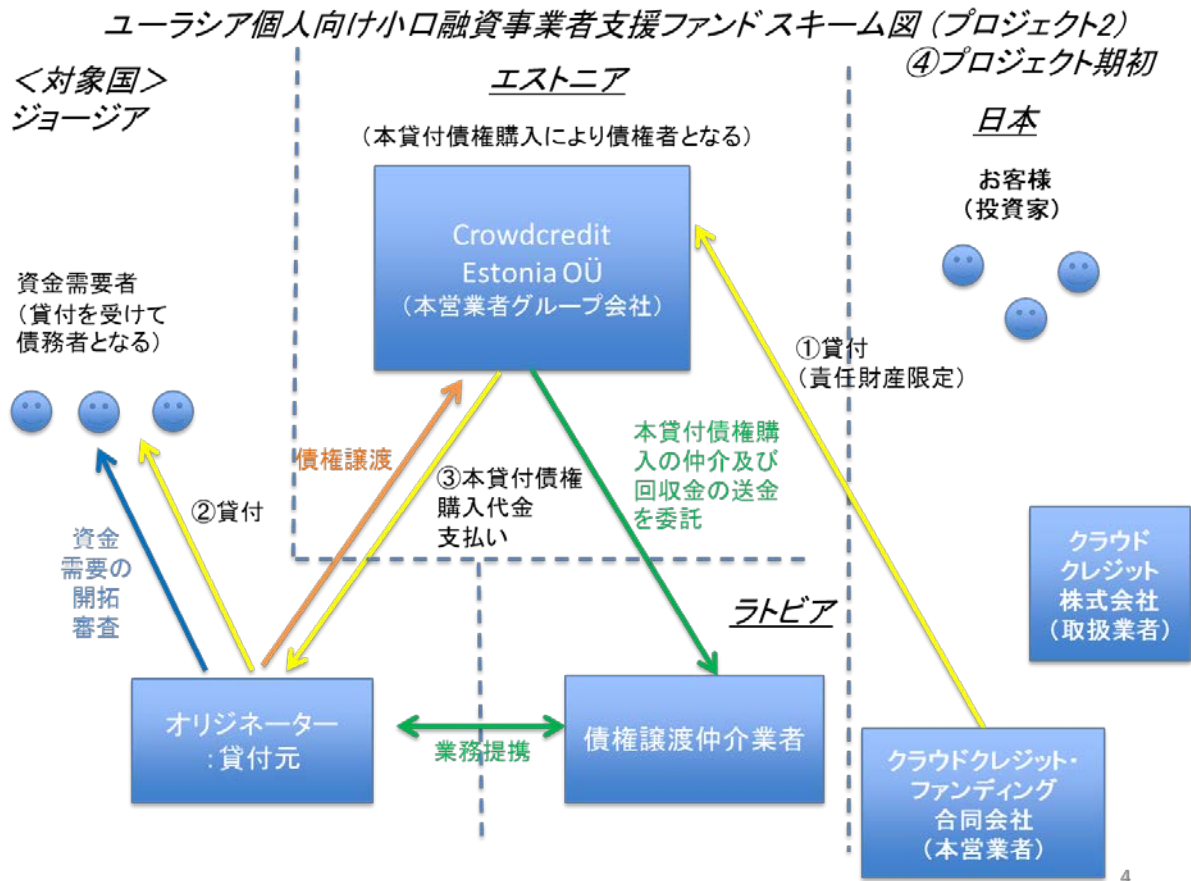 ユーラシア個人向け小口融資事業者支援ファンド スキーム図 (プロジェクト2)
④プロジェクト期初
＜対象国＞
ジョージア
エストニア
日本
(本貸付債権購入により債権者となる)
Crowdcredit
Estonia OÜ
(本営業者グループ会社)
お客様
(投資家)
資金需要者
(貸付を受けて
債務者となる)
①貸付
(責任財産限定)
債権譲渡
③本貸付債権
購入代金
支払い
本貸付債権購
入の仲介及び
回収金の送金
を委託
②貸付
資金
需要の
開拓
審査
ラトビア
クラウド
クレジット
株式会社
(取扱業者)
オリジネーター
:貸付元
業務提携
債権譲渡仲介業者
クラウドクレジット・
ファンディング
合同会社
(本営業者)
4